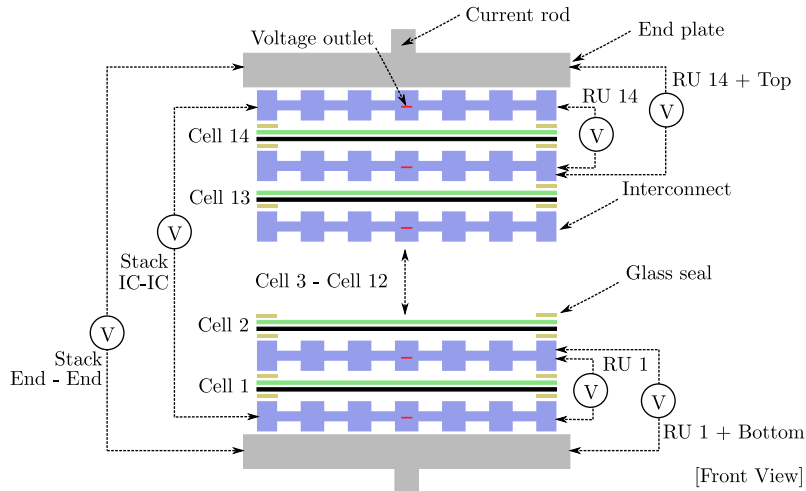 Current rod
Voltage outlet
End plate
RU 14 + Top
RU 14
V
V
Cell 14
Cell 13
Interconnect
V
Stack
IC-IC
Cell 3 - Cell 12
Glass seal
Cell 2
V
Stack
End - End
RU 1
Cell 1
V
V
RU 1 + Bottom
[Front View]